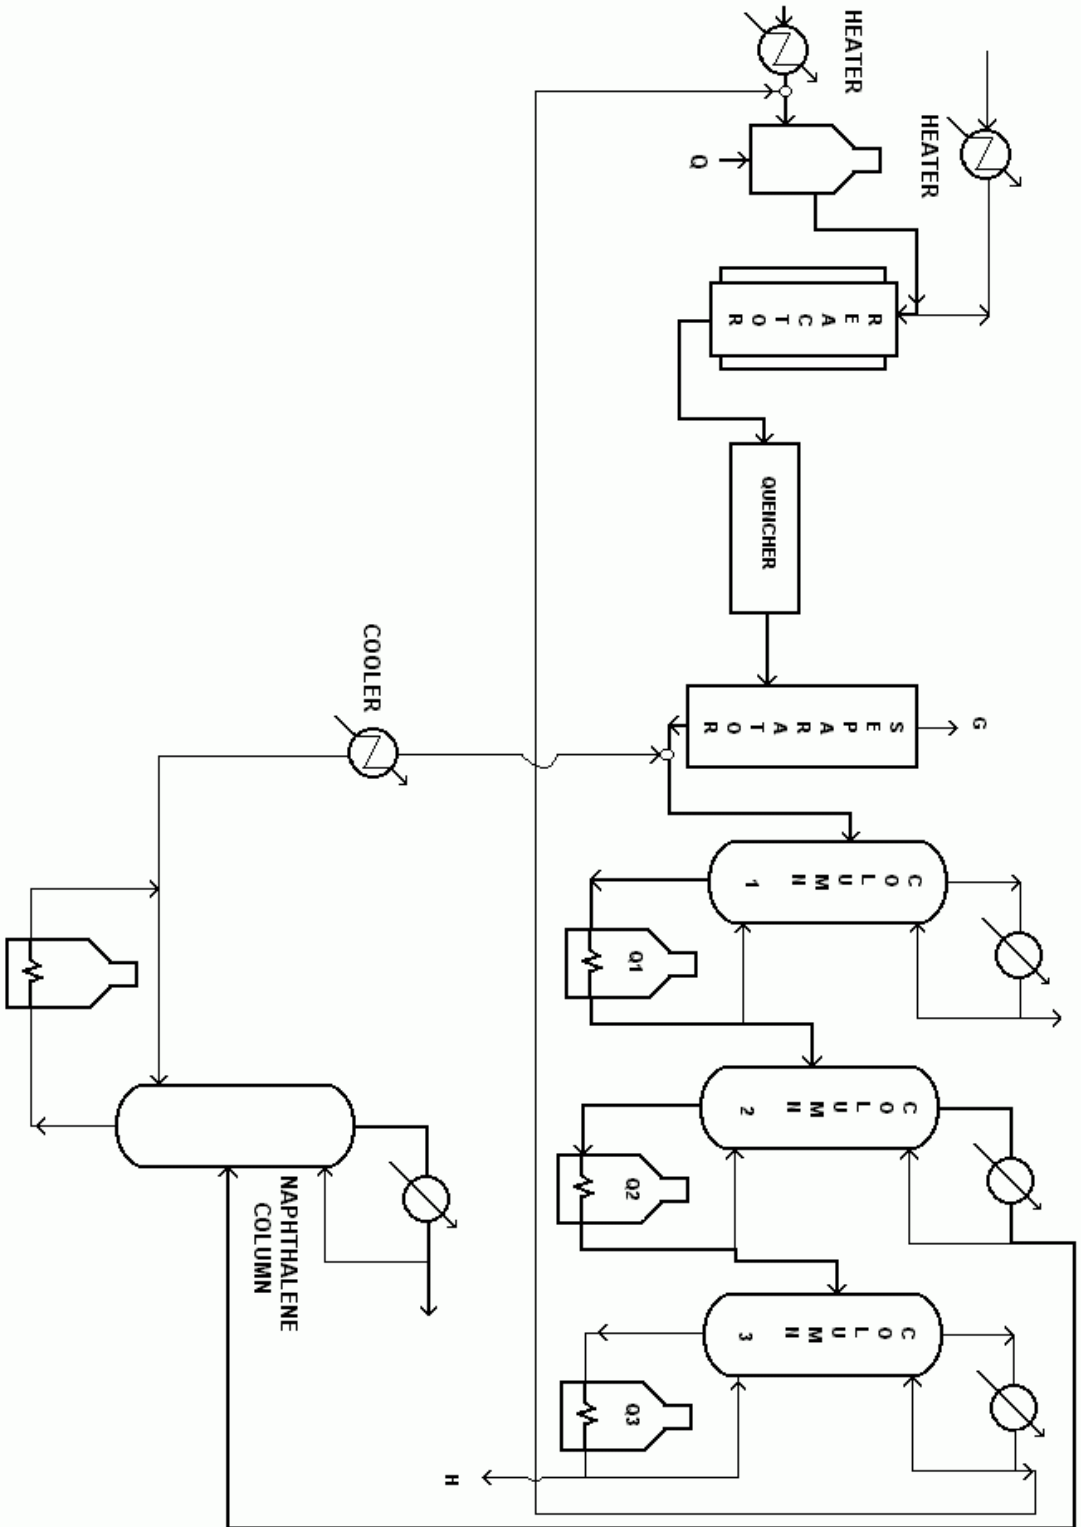 HEATER
HEATER
Q
REACTOR
QUENCHER
G
SEPARATOR
COLUMN
1
Q1
COLUMN
2
Q2
COLUMN
3
Q3
H
COOLER
NAPHTHALENE
COLUMN